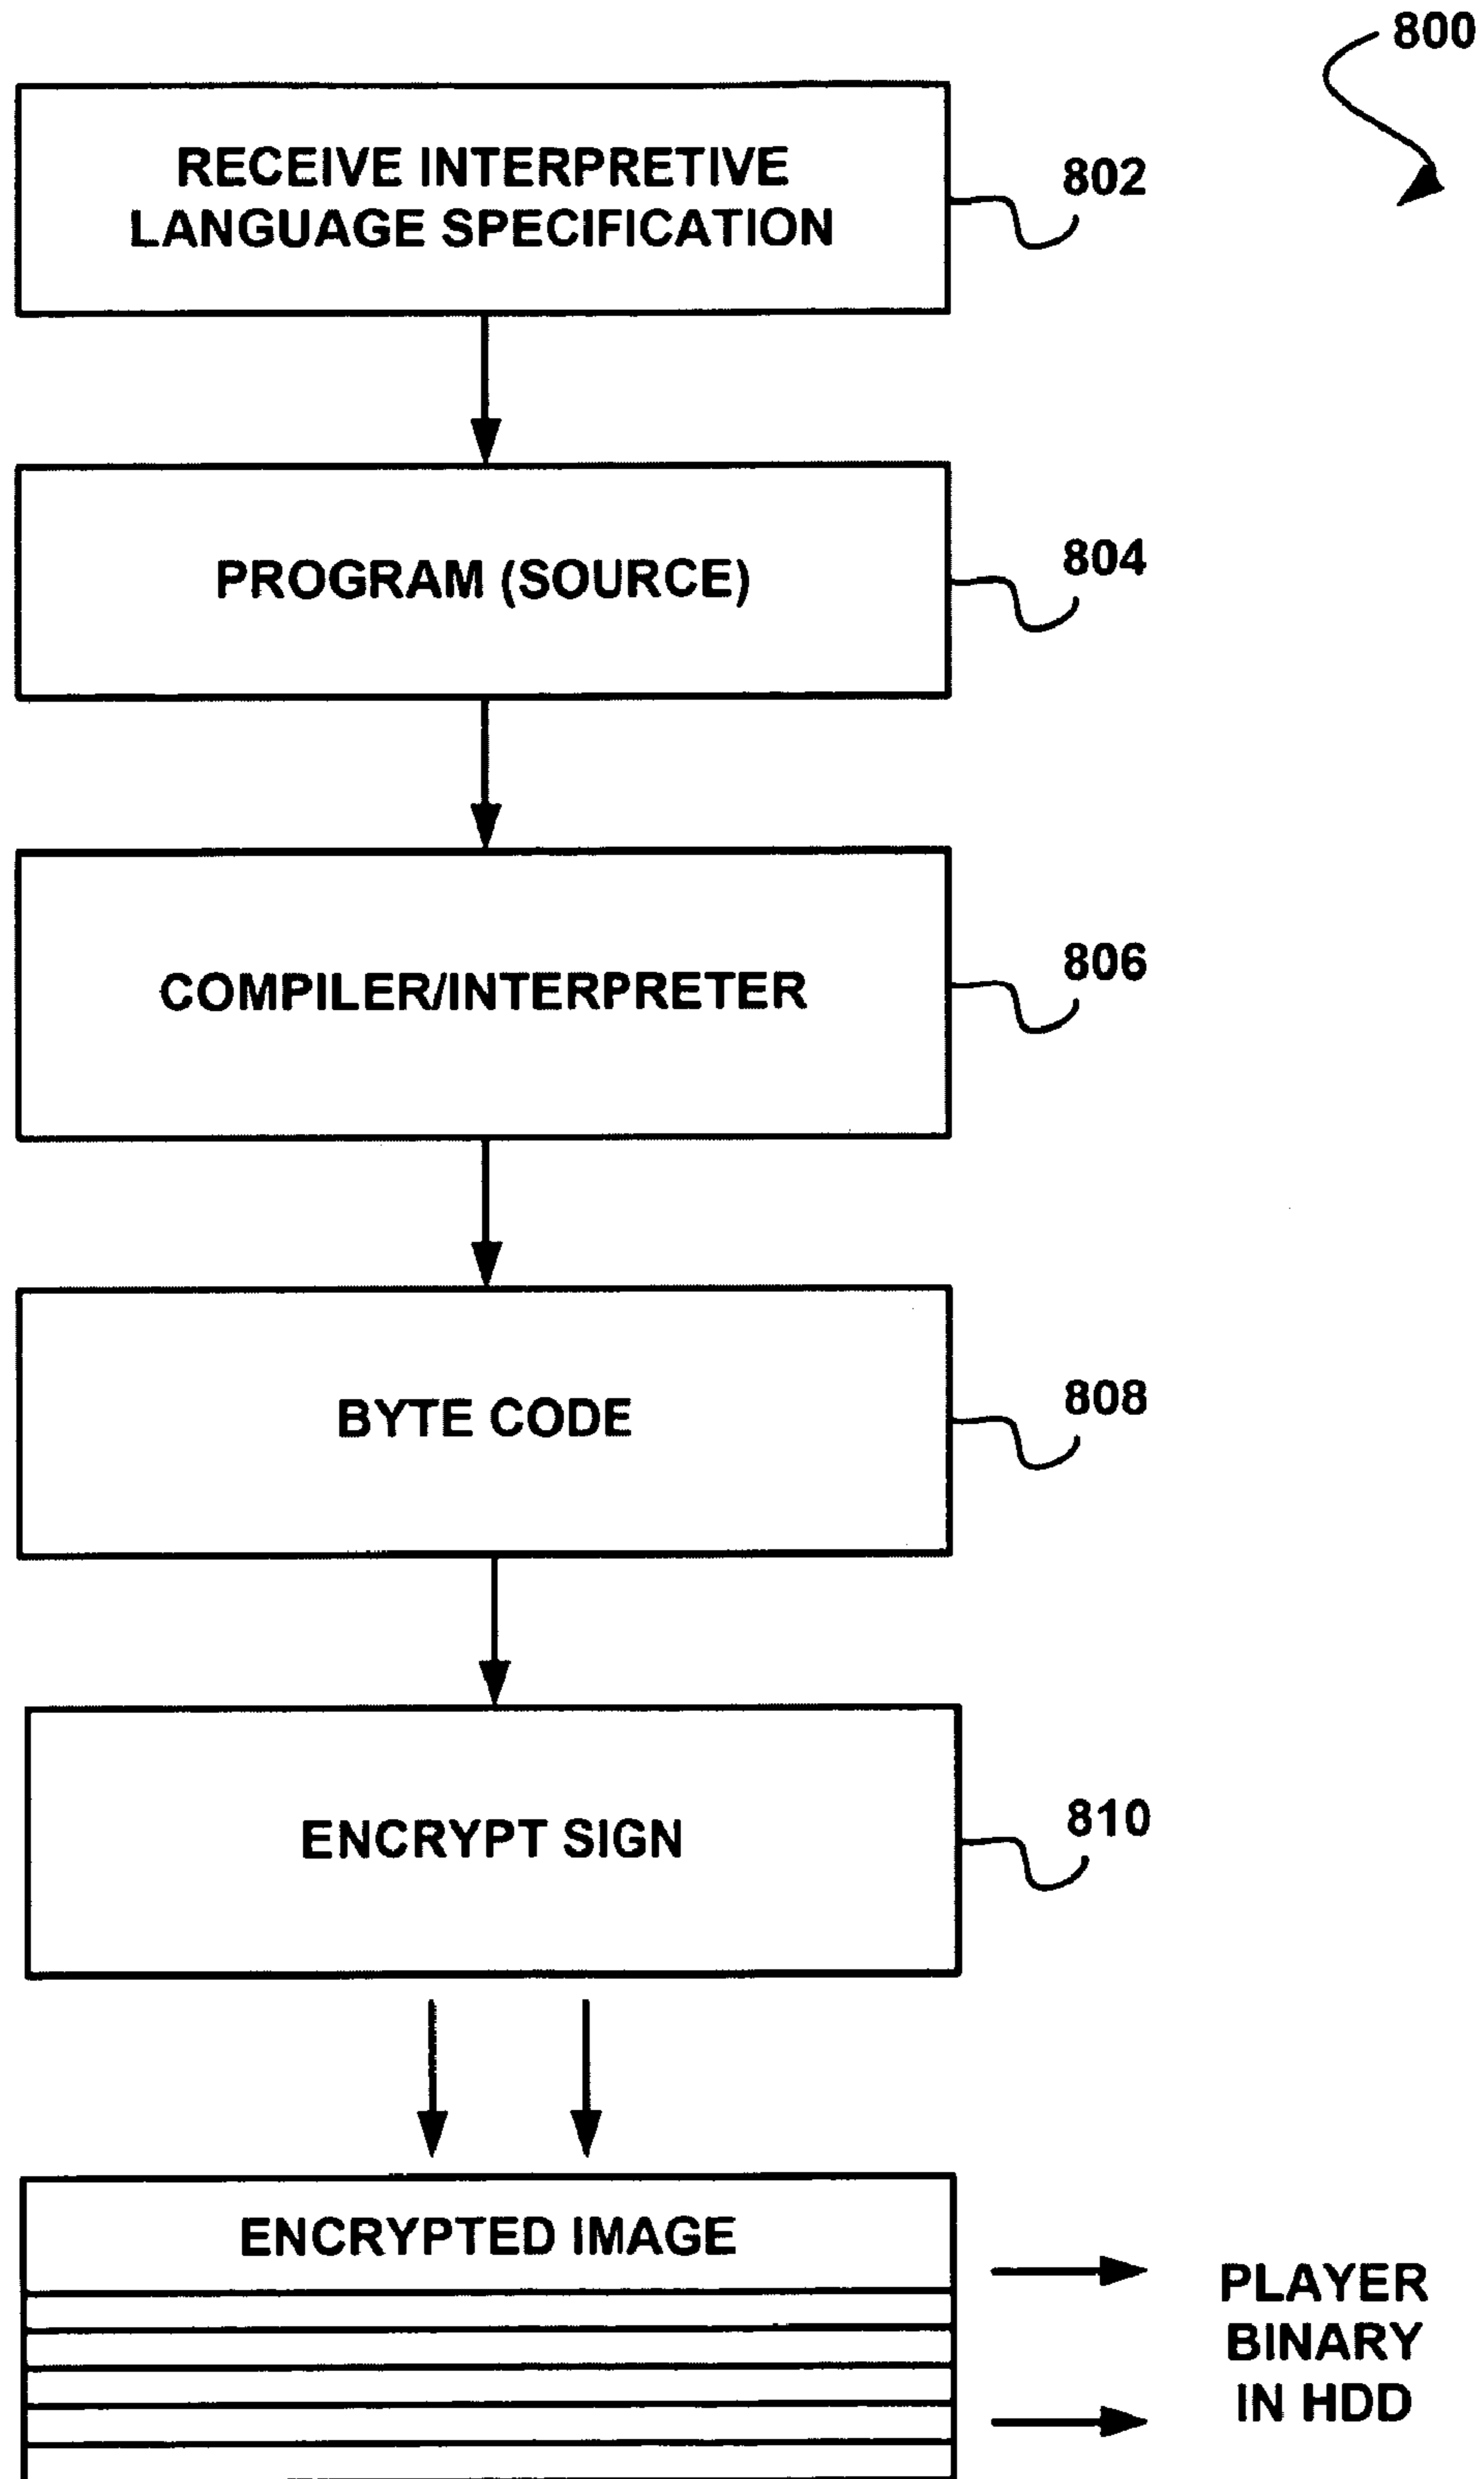 800
RECEIVE INTERPRETIVE
LANGUAGE SPECIFICATION
802
PROGRAM (SOURCE)
804
COMPILER/INTERPRETER
806
BYTE CODE
808
ENCRYPT SIGN
810
ENCRYPTED IMAGE
PLAYER
BINARY
IN HDD